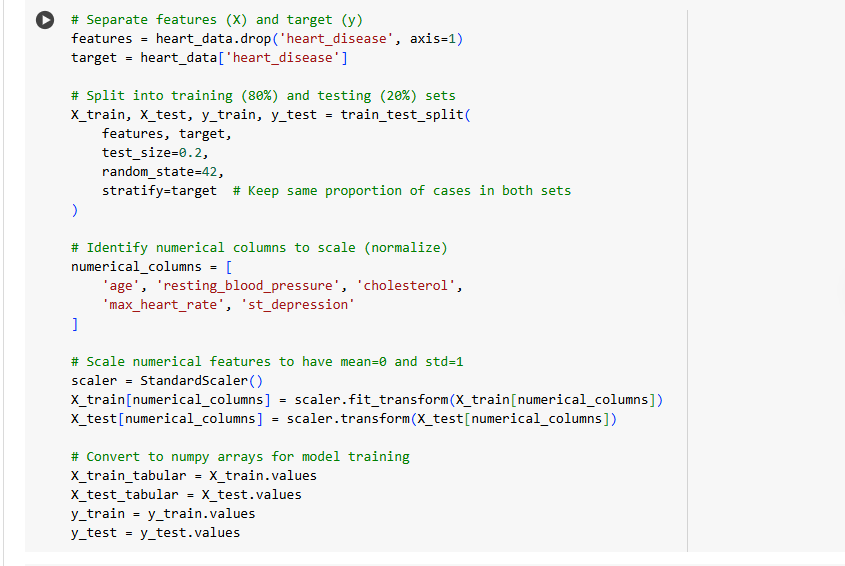 # Separate features (X) and target (y)
features = heart_data.drop('heart_disease', axis=1)
target = heart_data['heart_disease']
# Split into training (80%) and testing (20%) sets
X_train, X_test, y_train, y_test = train_test_split(
    features, target,
    test_size=0.2,
    random_state=42,
    stratify=target  # Keep same proportion of cases in both sets
)
# Identify numerical columns to scale (normalize)
numerical_columns = [
    'age', 'resting_blood_pressure', 'cholesterol',
    'max_heart_rate', 'st_depression'
]
# Scale numerical features to have mean=0 and std=1
scaler = StandardScaler()
X_train[numerical_columns] = scaler.fit_transform(X_train[numerical_columns])
X_test[numerical_columns] = scaler.transform(X_test[numerical_columns])
# Convert to numpy arrays for model training
X_train_tabular = X_train.values
X_test_tabular = X_test.values
y_train = y_train.values
y_test = y_test.values